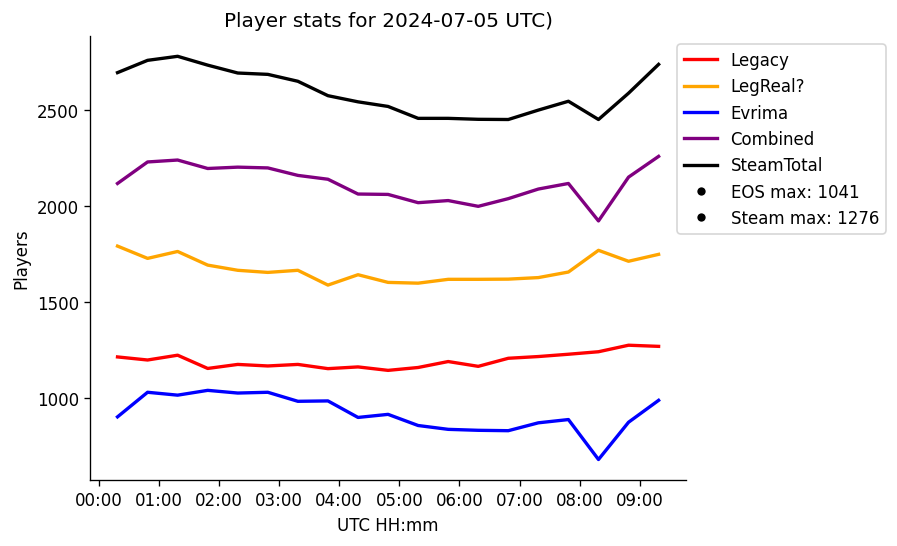 Player stats for 2024-07-05 UTC)
Legacy
LegReal?
Evrima
Combined
SteamTotal
EOS max: 1041
Steam max: 1276
Players
2500
2000
1500
1000
00:00 01:00 02:00 03:00 04:00 05:00 06:00 07:00 08:00 09:00
UTC HH:mm